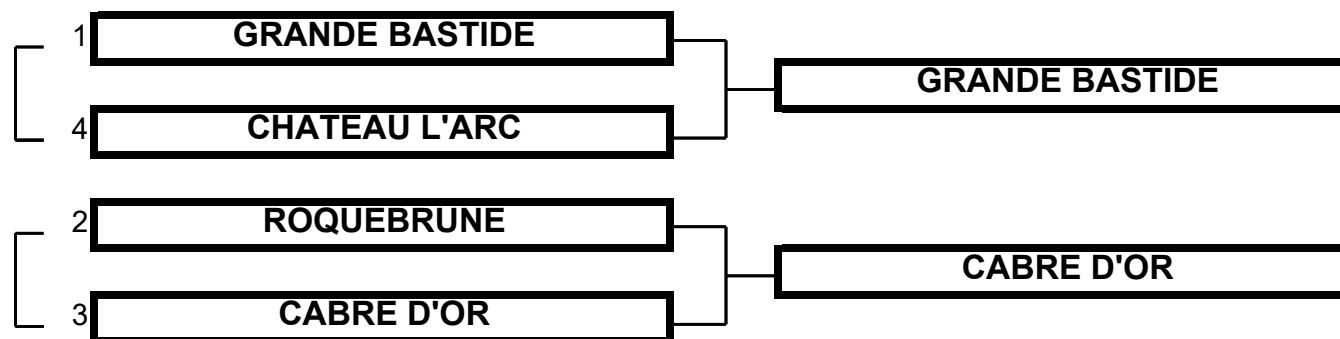 1 GRANDE BASTIDE
GRANDE BASTIDE
4 CHATEAU L'ARC
2 ROQUEBRUNE
CABRE D'OR
3 CABRE D'OR